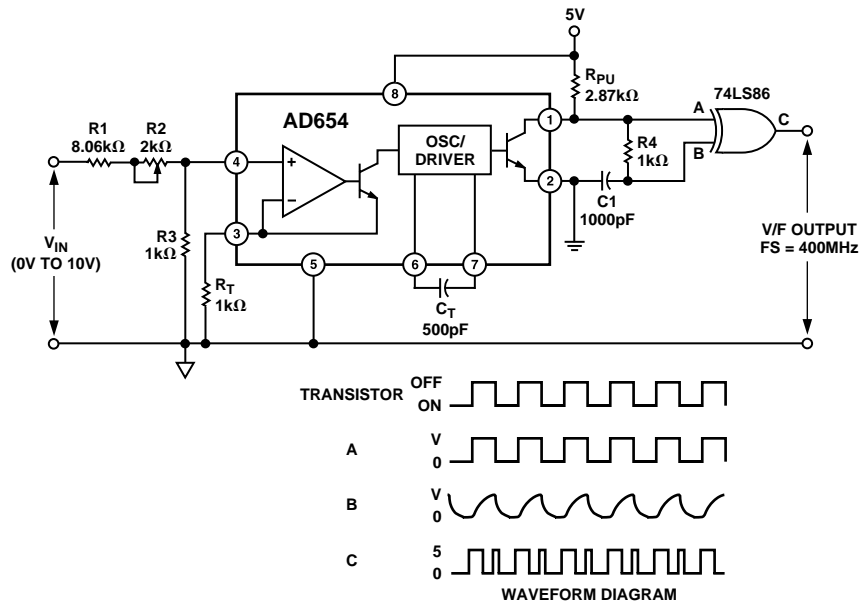 5V
RPU
2.87kΩ
74LS86
8
A
C
B
1
AD654
OSC/
DRIVER
R4
1kΩ
R1
8.06kΩ
R2
2kΩ
4
+
–
2
C1
1000pF
3
VIN
(0V TO 10V)
R3
1kΩ
RT
1kΩ
5
6
7
CT
500pF
V/F OUTPUT
FS = 400MHz
TRANSISTOR
OFF
ON
A
V
0
B
V
0
C
5
0
WAVEFORM DIAGRAM